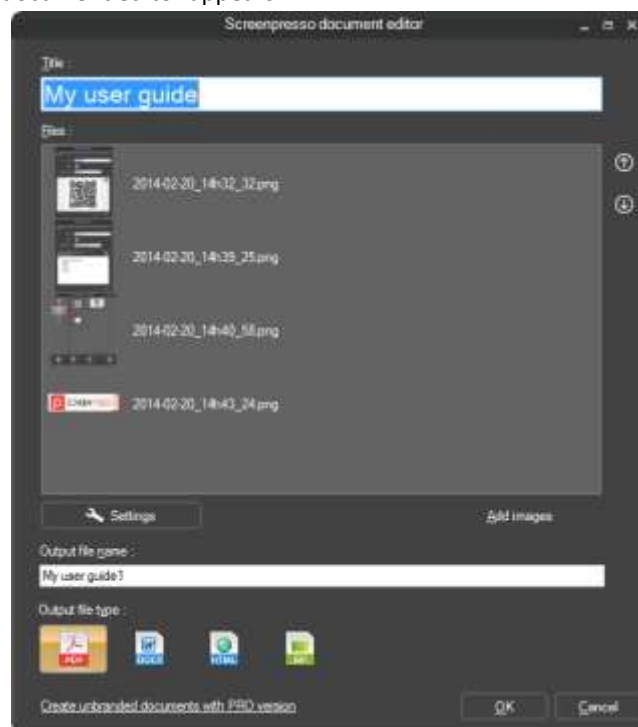 Screenpresso document editor
Title :
My user guide
Files :
2014-02-20_14h32_32.png
2014-02-20_14h39_25.png
2014-02-20_14h40_58.png
2014-02-20_14h43_24.png
Settings
Add images
Output file name :
My user guide1
Output file type :
PDF
DOCX
HTML
Create unbranded documents with PRO version
OK
Cancel